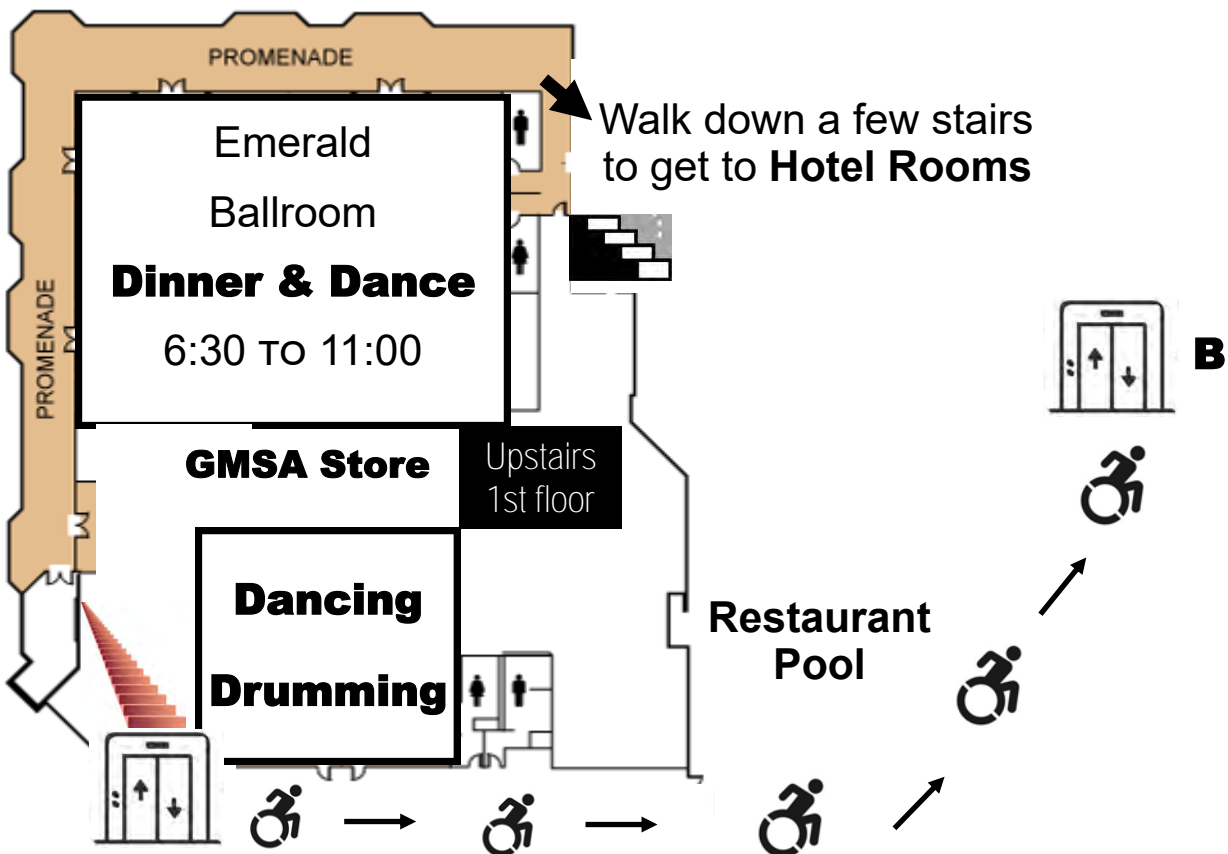 PROMENADE
Walk down a few stairs
to get to Hotel Rooms
Emerald
Ballroom
Dinner & Dance
6:30 TO 11:00
PROMENADE
B
GMSA Store
Upstairs
1st floor
Dancing
Drumming
Restaurant
Pool